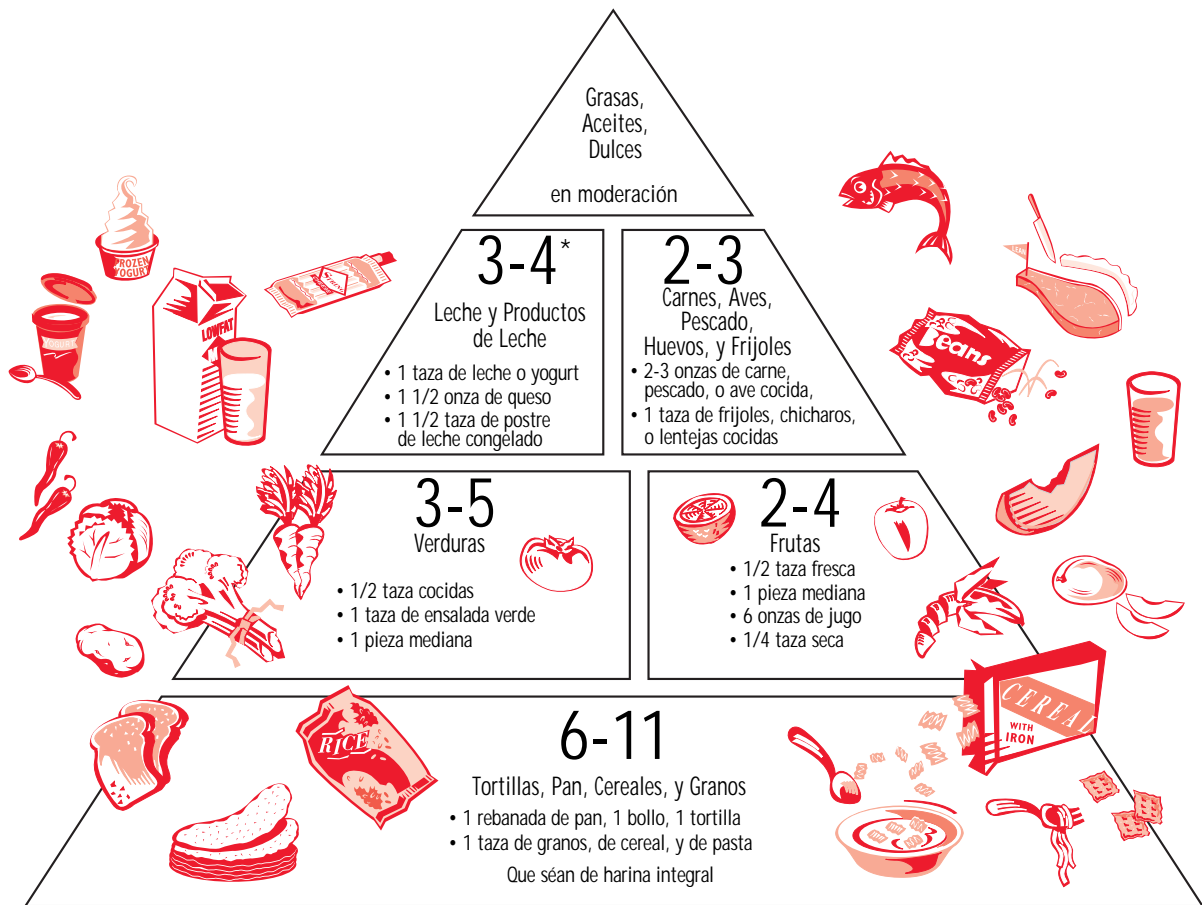 Grasas,
Aceites,
Dulces
en moderación
FROZEN
YOGURT
LOWFAT
3-4*
Leche y Productos
de Leche
• 1 taza de leche o yogurt
• 1 1/2 onza de queso
• 1 1/2 taza de postre
de leche congelado
2-3
Carnes, Aves,
Pescado,
Huevos, y Frijoles
• 2-3 onzas de carne,
pescado, o ave cocida,
• 1 taza de frijoles, chicharos,
o lentejas cocidas
Beans
3-5
Verduras
• 1/2 taza cocidas
• 1 taza de ensalada verde
• 1 pieza mediana
2-4
Frutas
• 1/2 taza fresca
• 1 pieza mediana
• 6 onzas de jugo
• 1/4 taza seca
RICE
6-11
Tortillas, Pan, Cereales, y Granos
• 1 rebanada de pan, 1 bollo, 1 tortilla
• 1 taza de granos, de cereal, y de pasta
Que séan de harina integral
CEREAL
WITH
IRON